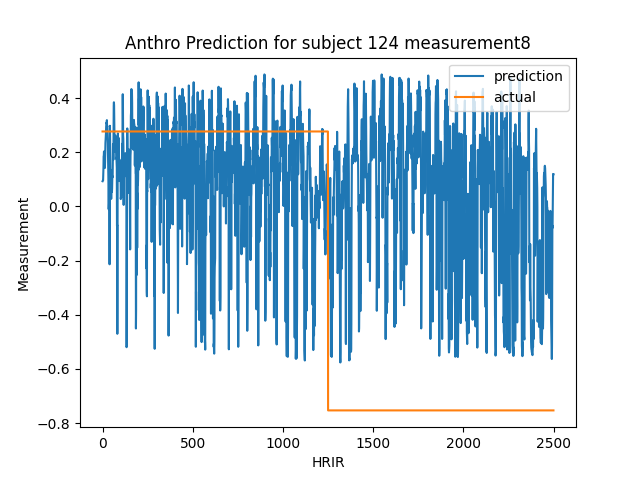 Anthro Prediction for subject 124 measurement8
prediction
actual
0.4
0.2
0.0
−0.2
−0.4
−0.6
−0.8
Measurement
0
500
1000
1500
2000
2500
HRIR